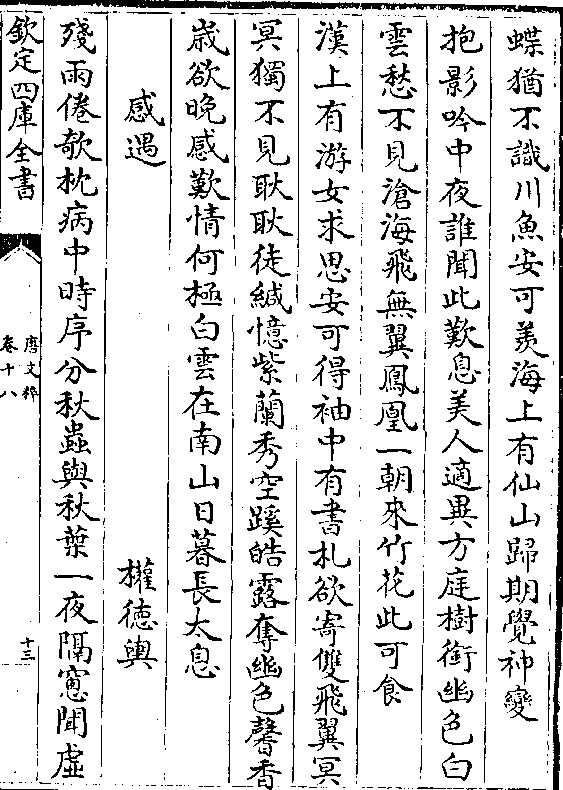 蝶猶不識川魚安可羨海上有仙山歸期覺神變
抱影吟中夜誰聞此歎息美人適異方庭樹銜幽色白
雲愁不見滄海飛無翼鳳凰一朝來竹花此可食
漢上有游女求思安可得袖中有書札欲寄雙飛翼冥
冥獨不見耿耿徒緘憶紫蘭秀空蹊皓露奪幽色馨香
歲欲晚感歎情何極白雲在南山日暮長太息
感遇　權德輿
殘雨倦欹枕病中時序分秋蟲與秋葉一夜隔窓聞虛
欽定四庫全書
唐文粹
卷十八
十三